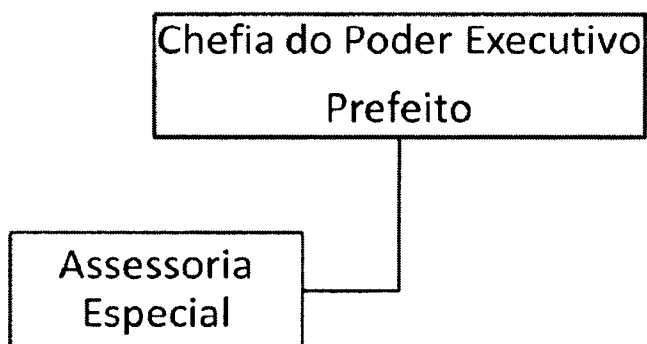 Chefia do Poder Executivo
Prefeito
Assessoria
Especial